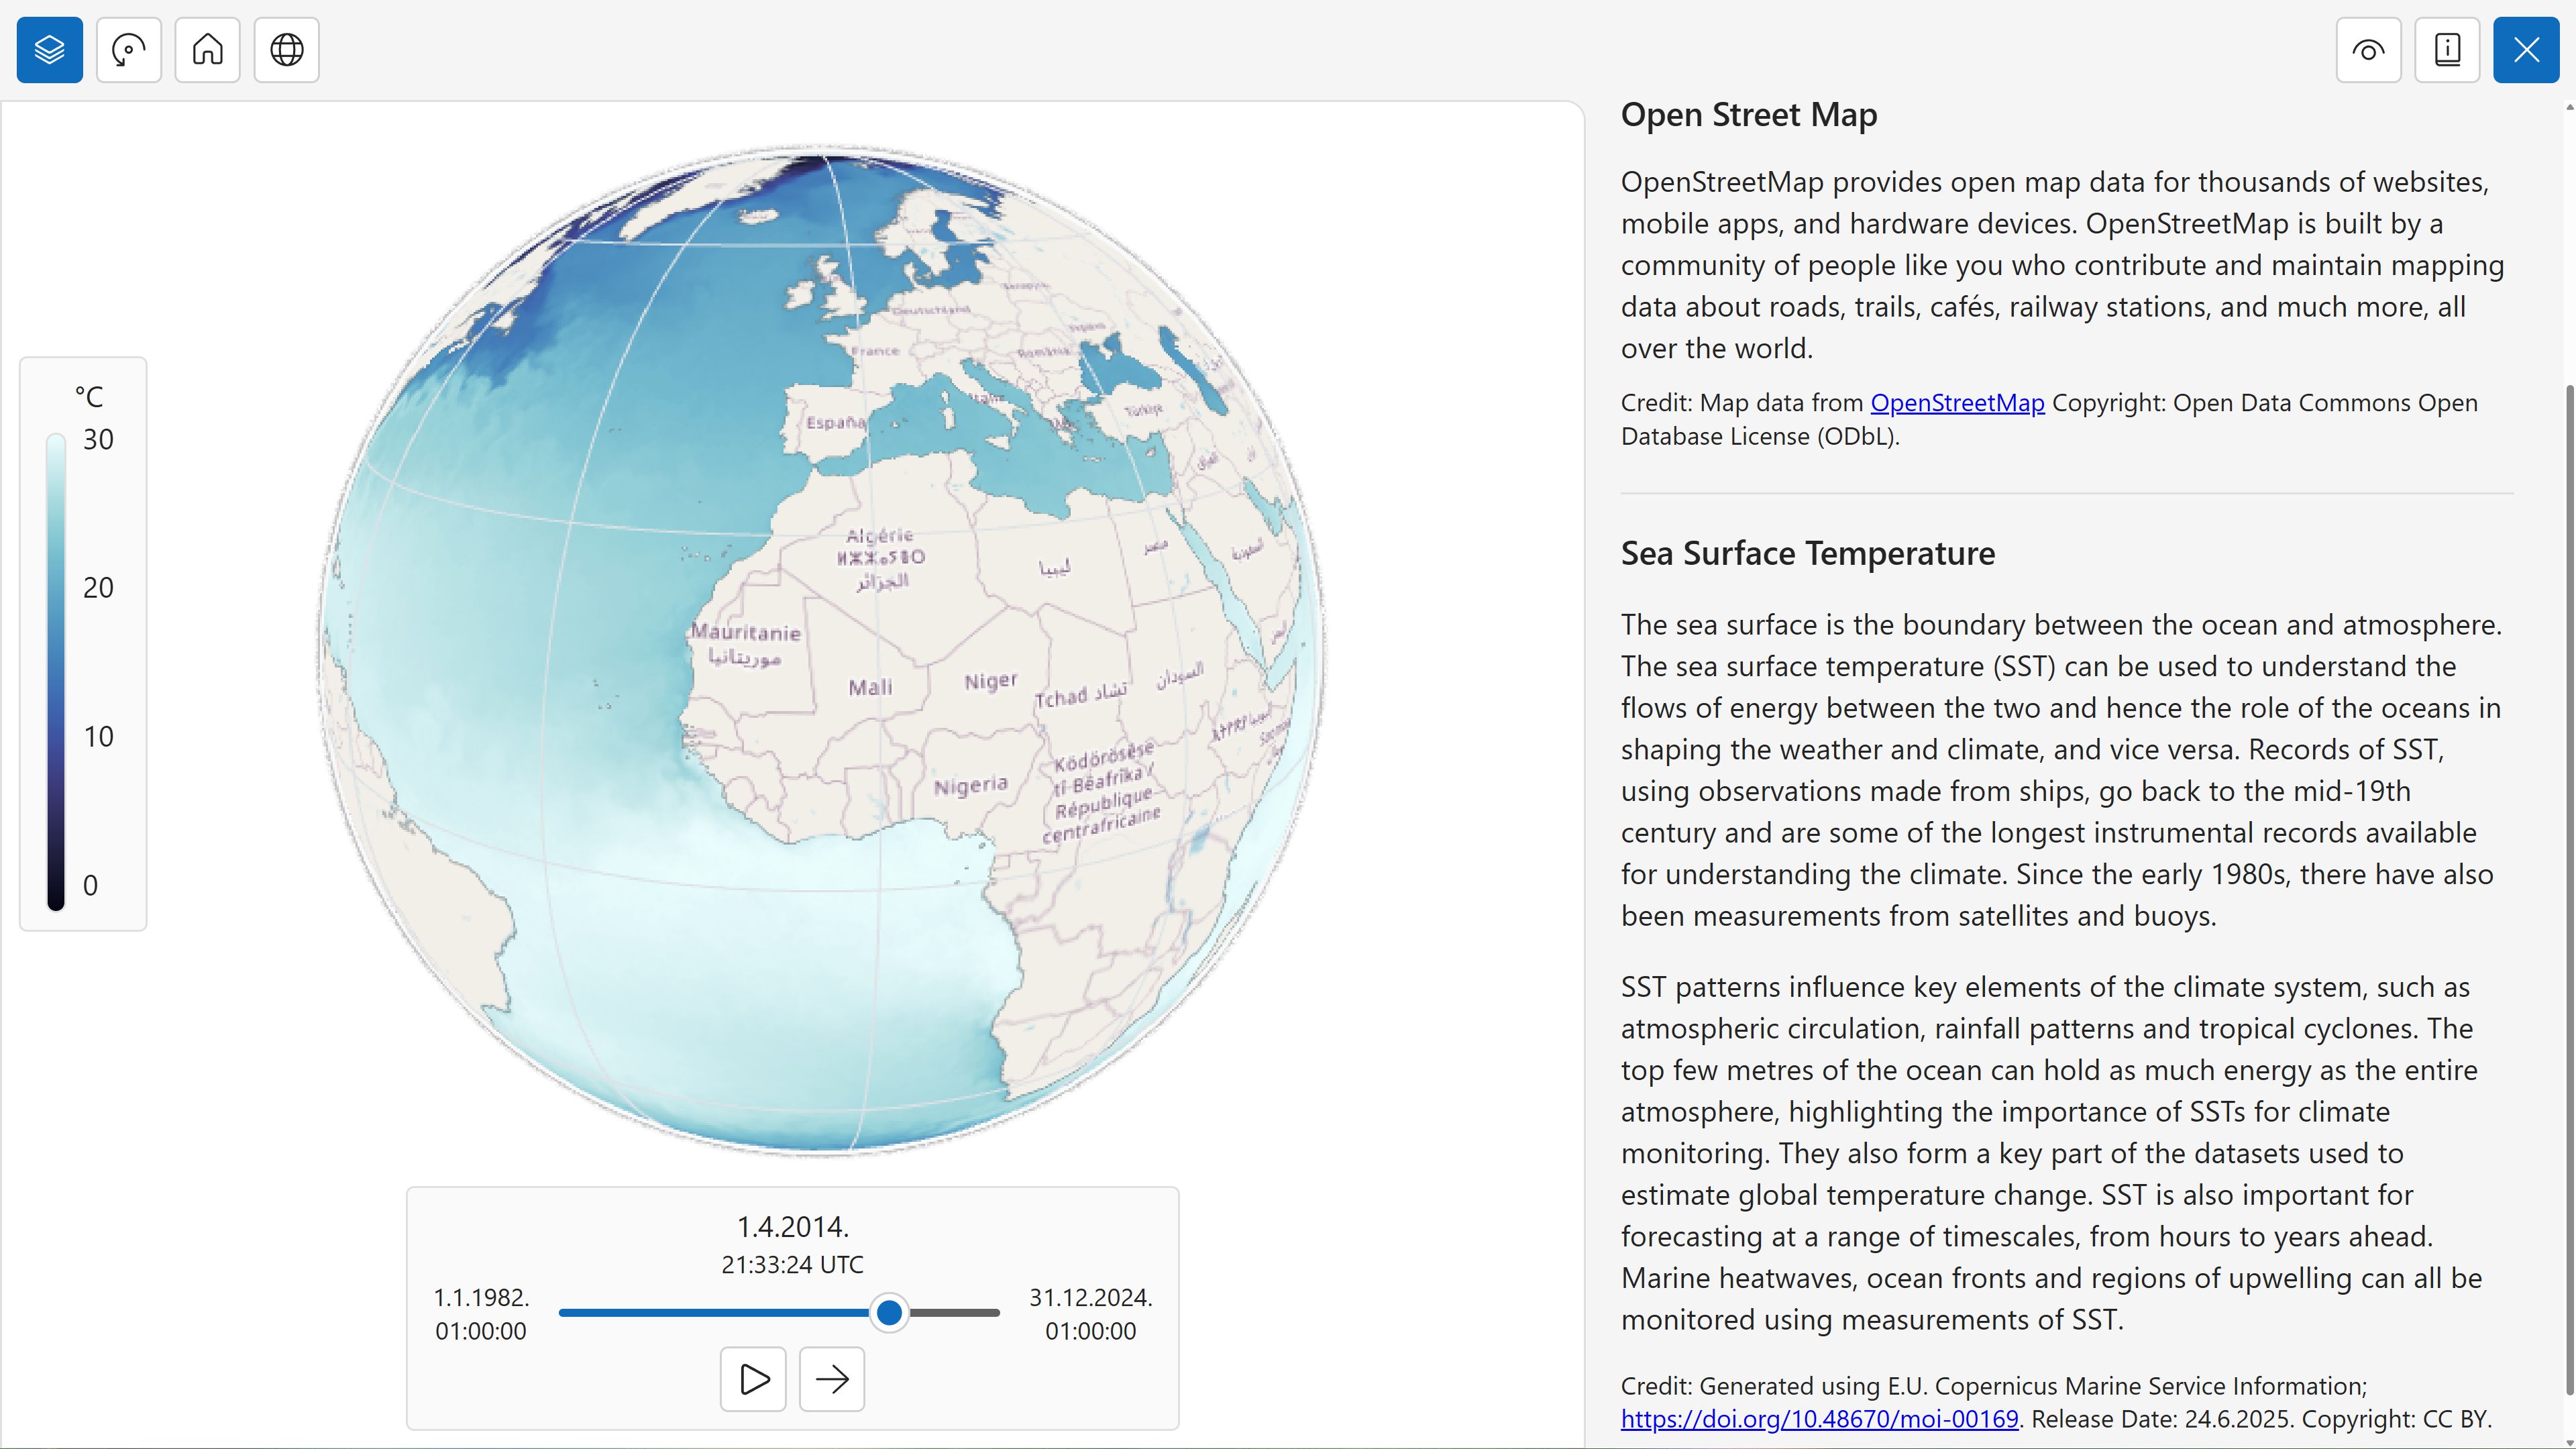 Open Street Map
OpenStreetMap provides open map data for thousands of websites,
mobile apps, and hardware devices. OpenStreetMap is built by a
community of people like you who contribute and maintain mapping
data about roads, trails, cafés, railway stations, and much more, all
over the world.
Credit: Map data from OpenStreetMap Copyright: Open Data Commons Open
Database License (ODbL).
Sea Surface Temperature
The sea surface is the boundary between the ocean and atmosphere.
The sea surface temperature (SST) can be used to understand the
flows of energy between the two and hence the role of the oceans in
shaping the weather and climate, and vice versa. Records of SST,
using observations made from ships, go back to the mid-19th
century and are some of the longest instrumental records available
for understanding the climate. Since the early 1980s, there have also
been measurements from satellites and buoys.
SST patterns influence key elements of the climate system, such as
atmospheric circulation, rainfall patterns and tropical cyclones. The
top few metres of the ocean can hold as much energy as the entire
atmosphere, highlighting the importance of SSTs for climate
monitoring. They also form a key part of the datasets used to
estimate global temperature change. SST is also important for
forecasting at a range of timescales, from hours to years ahead.
Marine heatwaves, ocean fronts and regions of upwelling can all be
monitored using measurements of SST.
Credit: Generated using E.U. Copernicus Marine Service Information;
https://doi.org/10.48670/moi-00169. Release Date: 24.6.2025. Copyright: CC BY.
°C
30
20
10
0
Deutschland
France
România
España
Italia
Türkiye
العراق
Algérie
ⵍⵣⵣⴰⵢⴻⵔ
الجزائر
ليبيا
مصر
السعودية
Mauritanie
موريتانيا
Mali
Niger
Tchad تشاد
السودان
Nigeria
Ködörösêse
tî Bêafrîka /
République
centrafricaine
1.4.2014.
21:33:24 UTC
1.1.1982.
01:00:00
31.12.2024.
01:00:00